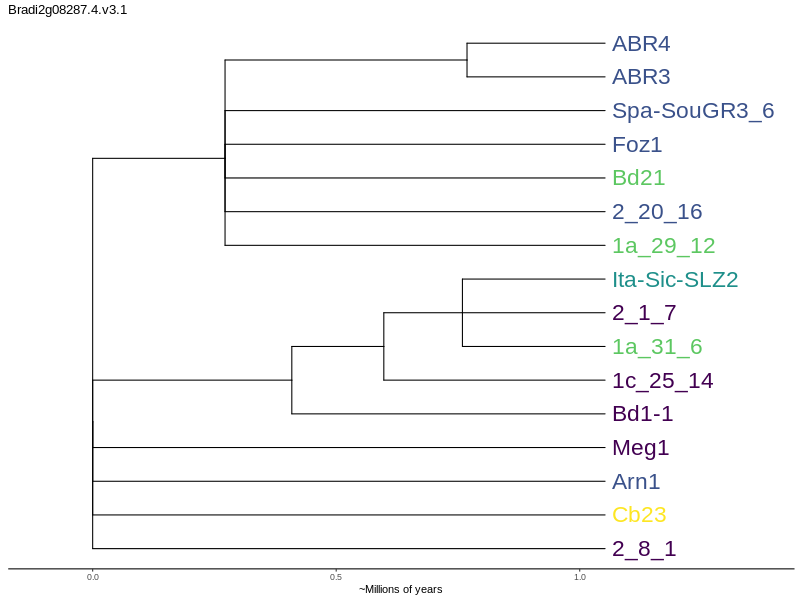 Bradi2g08287.4.v3.1
ABR4
ABR3
Spa-SouGR3_6
Foz1
Bd21
2_20_16
1a_29_12
Ita-Sic-SLZ2
2_1_7
1a_31_6
1c_25_14
Bd1-1
Meg1
Arn1
Cb23
2_8_1
0.0 0.5 1.0
~Millions of years